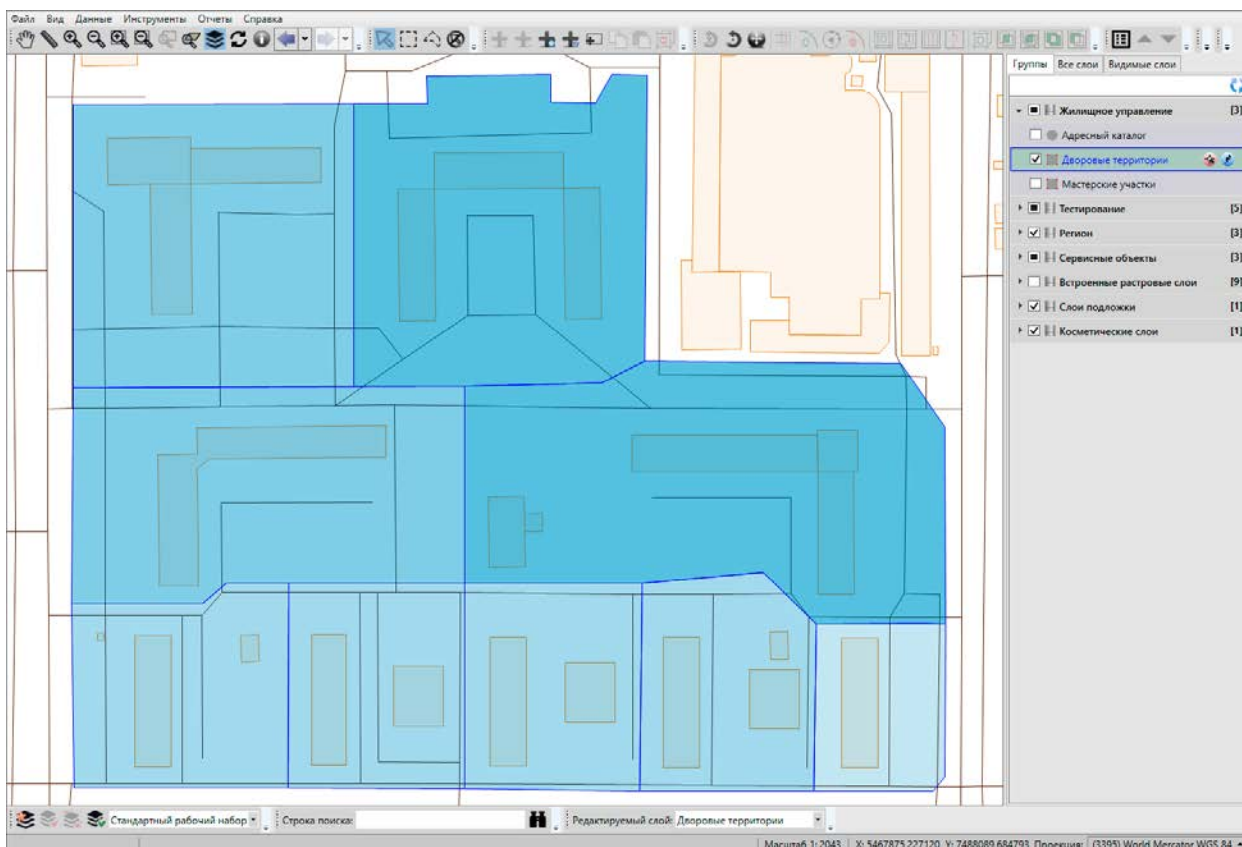 Файл Вид Данные Инструменты Отчеты Справка
Группы Все слои Видимые слои
Жилищное управление [3]
Адресный каталог
Дворовые территории
Мастерские участки
Тестирование [5]
Регион [3]
Сервисные объекты [3]
Встроенные растровые слои [9]
Слои подложки [1]
Косметические слои [1]
Стандартный рабочий набор Строка поиска: Редактируемый слой: Дворовые территории
Масштаб 1: 2043 X: 5467875,227120 Y: 7488089,684793 Проекция: (3395) World Mercator WGS 84